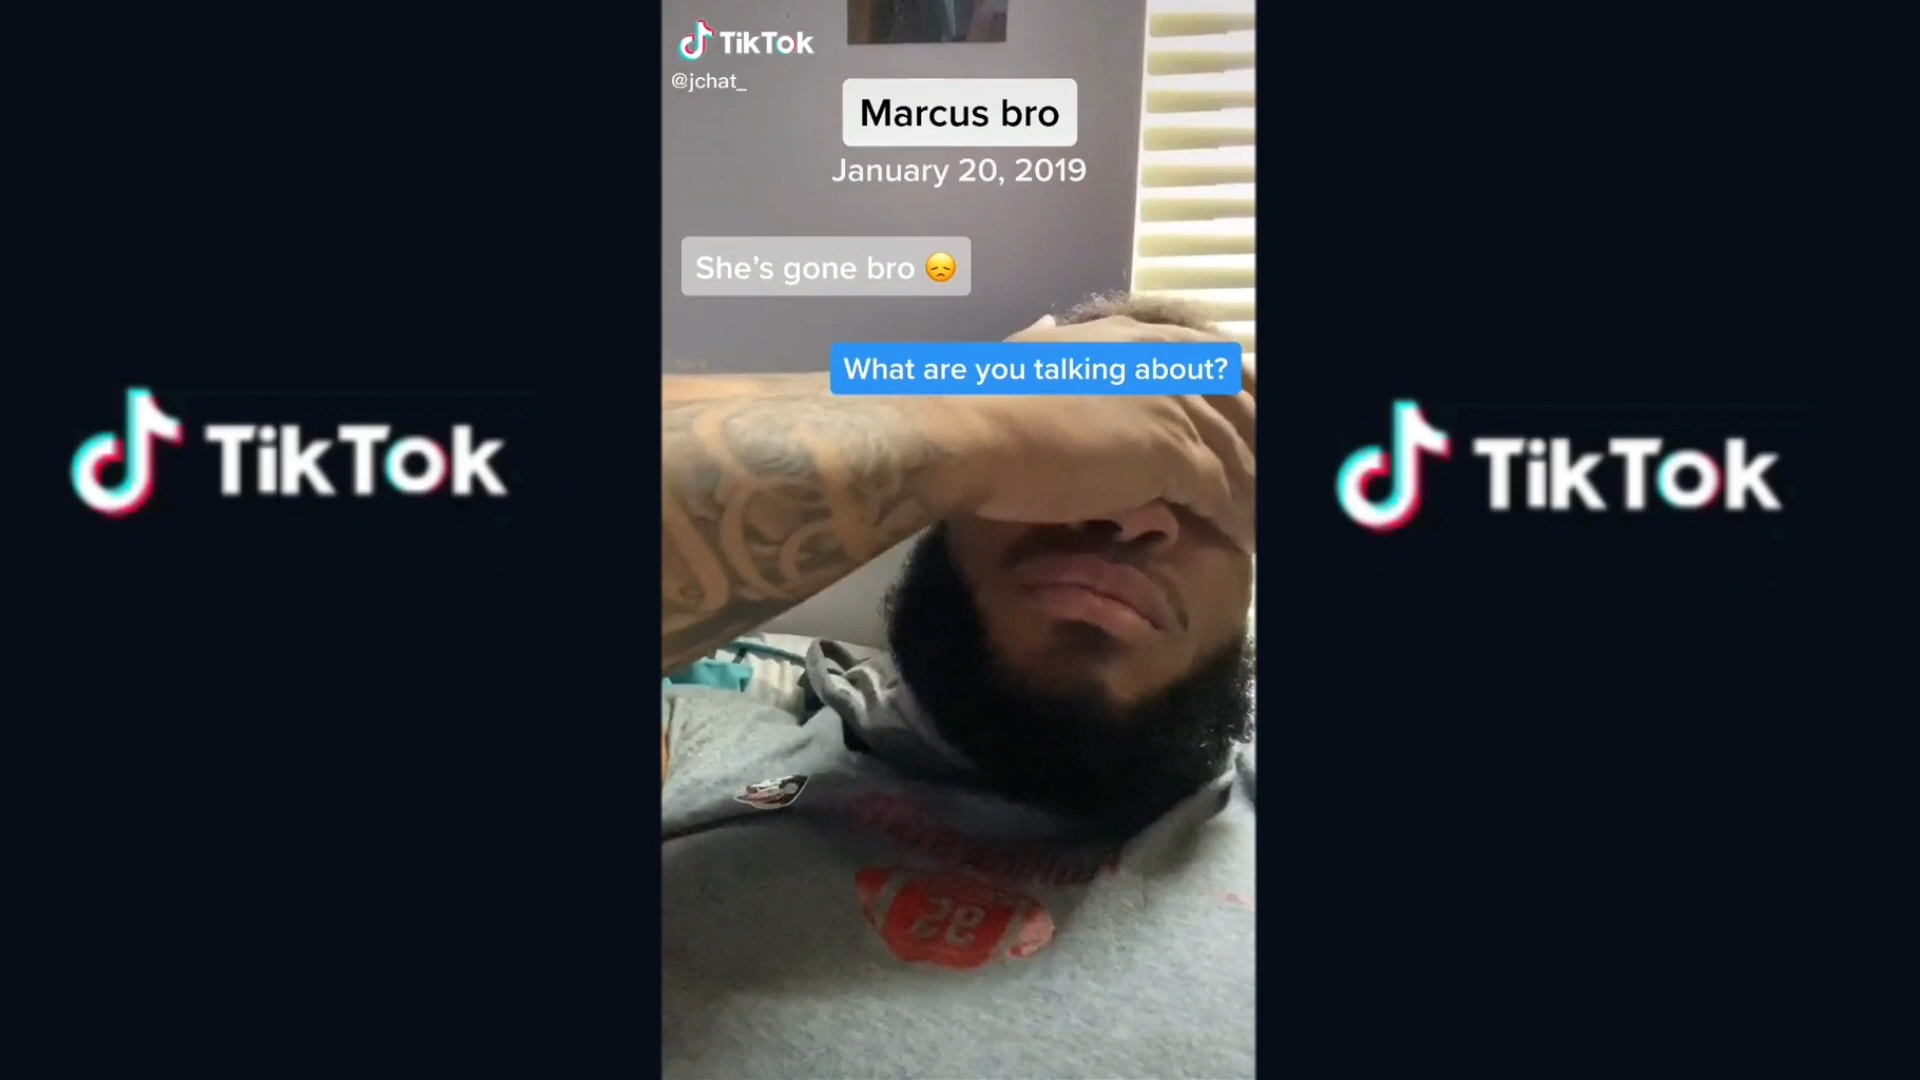 TikTok
@jchat_
Marcus bro
January 20, 2019
She's gone bro 😞
What are you talking about?
TikTok
TikTok